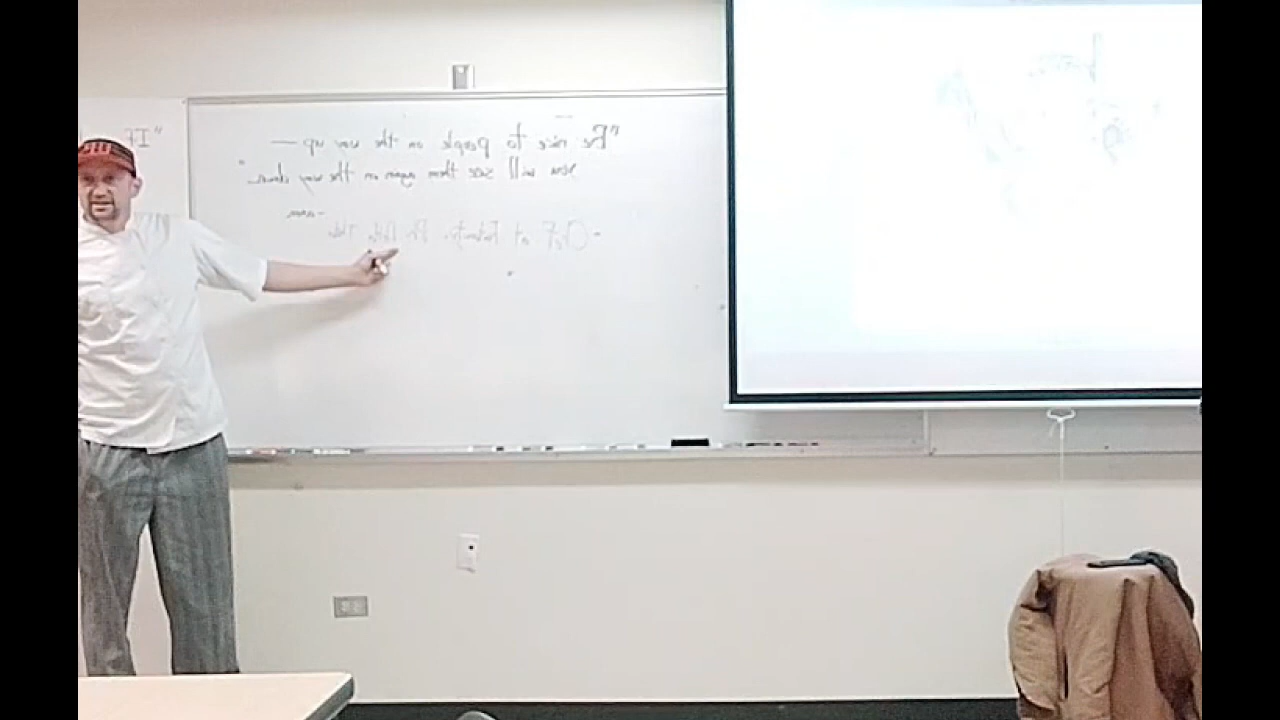 "Be nice to people on the way up —
you will see them again on the way down."
- anon
- Chef at
"If